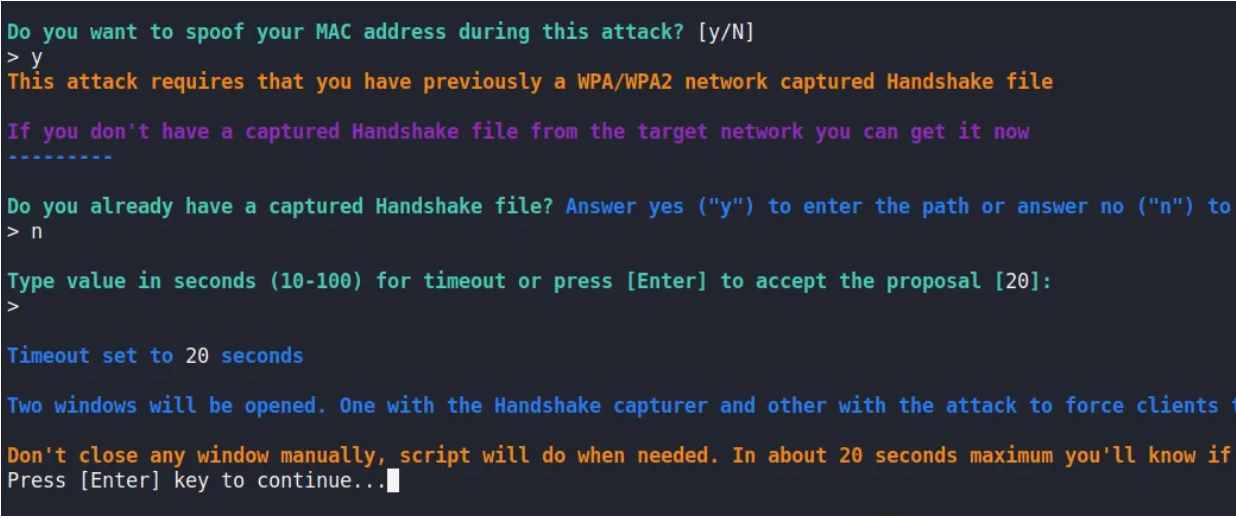 Do you want to spoof your MAC address during this attack? [y/N]
> y
This attack requires that you have previously a WPA/WPA2 network captured Handshake file
If you don't have a captured Handshake file from the target network you can get it now
---------
Do you already have a captured Handshake file? Answer yes ("y") to enter the path or answer no ("n") to
> n
Type value in seconds (10-100) for timeout or press [Enter] to accept the proposal [20]:
>
Timeout set to 20 seconds
Two windows will be opened. One with the Handshake capturer and other with the attack to force clients
Don't close any window manually, script will do when needed. In about 20 seconds maximum you'll know if
Press [Enter] key to continue...